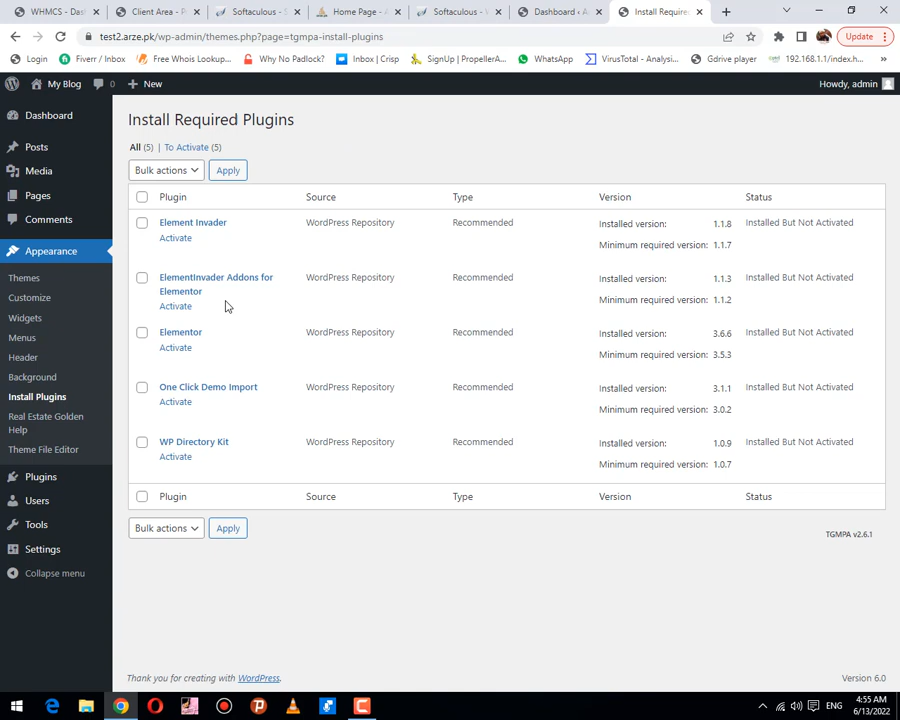 WHMCS - Das
Client Area - P
Softaculous - S
Home Page - A
Softaculous - W
Dashboard ‹ A
Install Require
test2.arze.pk/wp-admin/themes.php?page=tgmpa-install-plugins
Update
Login
Fiverr / Inbox
Free Whois Lookup...
Why No Padlock?
Inbox | Crisp
SignUp | PropellerA...
WhatsApp
VirusTotal - Analysi...
Gdrive player
192.168.1.1/index.h...
»
My Blog
0
New
Howdy, admin
Dashboard
Posts
Media
Pages
Comments
Appearance
Themes
Customize
Widgets
Menus
Header
Background
Install Plugins
Real Estate Golden
Help
Theme File Editor
Plugins
Users
Tools
Settings
Collapse menu
Install Required Plugins
All (5) | To Activate (5)
Bulk actions
Apply
Plugin Source Type Version Status
Element Invader WordPress Repository Recommended Installed version: 1.1.8 Installed But Not Activated
Activate Minimum required version: 1.1.7
ElementInvader Addons for WordPress Repository Recommended Installed version: 1.1.3 Installed But Not Activated
Elementor Minimum required version: 1.1.2
Activate
Elementor WordPress Repository Recommended Installed version: 3.6.6 Installed But Not Activated
Activate Minimum required version: 3.5.3
One Click Demo Import WordPress Repository Recommended Installed version: 3.1.1 Installed But Not Activated
Activate Minimum required version: 3.0.2
WP Directory Kit WordPress Repository Recommended Installed version: 1.0.9 Installed But Not Activated
Activate Minimum required version: 1.0.7
Plugin Source Type Version Status
Bulk actions
Apply
TGMPA v2.6.1
Thank you for creating with WordPress.
Version 6.0
ENG
4:55 AM
6/13/2022